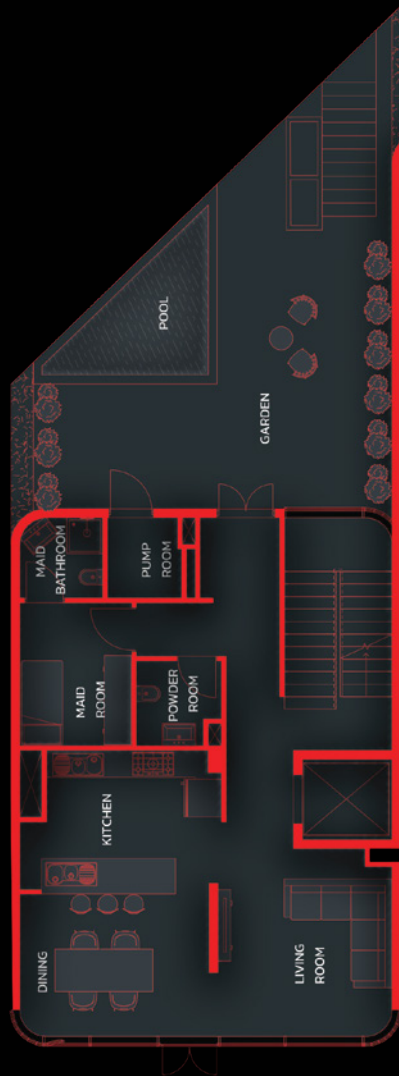 POOL
GARDEN
MAID
BATHROOM
PUMP
ROOM
MAID
ROOM
POWDER
ROOM
KITCHEN
DINING
LIVING
ROOM